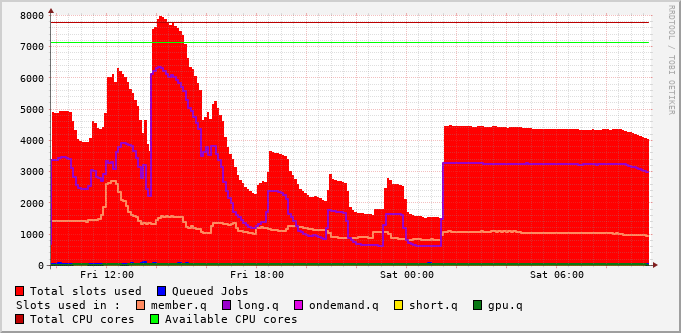 8000
7000
6000
5000
4000
3000
2000
1000
0
Fri 12:00 Fri 18:00 Sat 00:00 Sat 06:00
RRDTOOL / TOBI OETIKER
Total slots used Queued Jobs
Slots used in : member.q long.q ondemand.q short.q gpu.q
Total CPU cores Available CPU cores